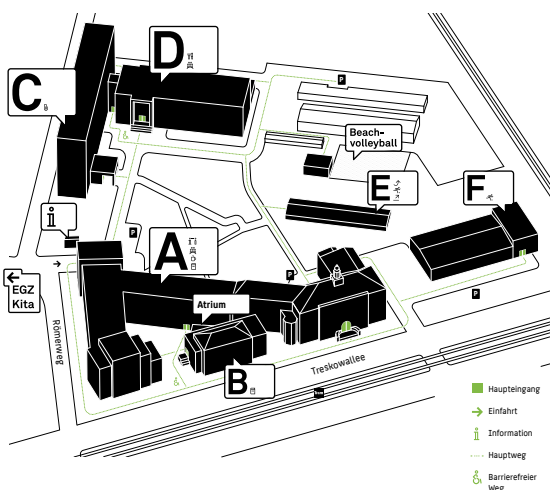 D
C
P
Beach-
volleyball
E
F
i
P
A
P
EGZ
Kita
Atrium
P
Römerweg
B
Treskowallee
Haupteingang
Einfahrt
i
Information
Hauptweg
Barrierefreier
Weg